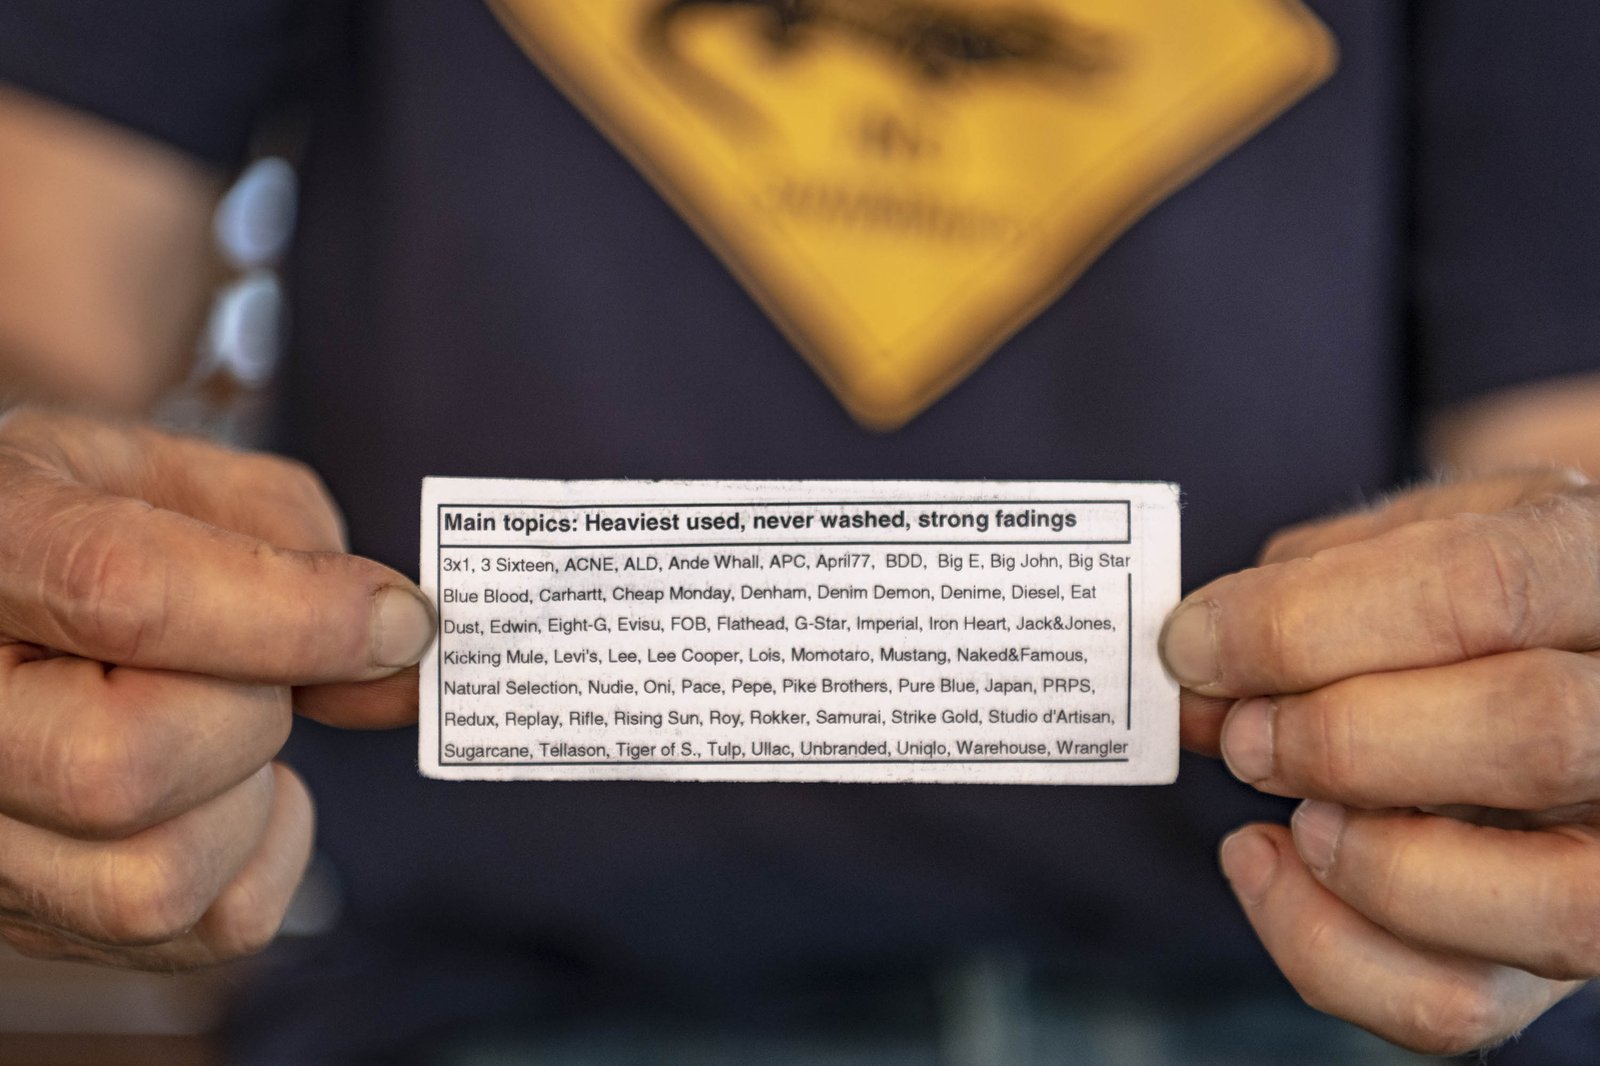 IN
Main topics: Heaviest used, never washed, strong fadings
3x1, 3 Sixteen, ACNE, ALD, Ande Whall, APC, April77, BDD, Big E, Big John, Big Star
Blue Blood, Carhartt, Cheap Monday, Denham, Denim Demon, Denime, Diesel, Eat
Dust, Edwin, Eight-G, Evisu, FOB, Flathead, G-Star, Imperial, Iron Heart, Jack&Jones,
Kicking Mule, Levi's, Lee, Lee Cooper, Lois, Momotaro, Mustang, Naked&Famous,
Natural Selection, Nudie, Oni, Pace, Pepe, Pike Brothers, Pure Blue, Japan, PRPS,
Redux, Replay, Rifle, Rising Sun, Roy, Rokker, Samurai, Strike Gold, Studio d'Artisan,
Sugarcane, Tellason, Tiger of S., Tulp, Ullac, Unbranded, Uniqlo, Warehouse, Wrangler